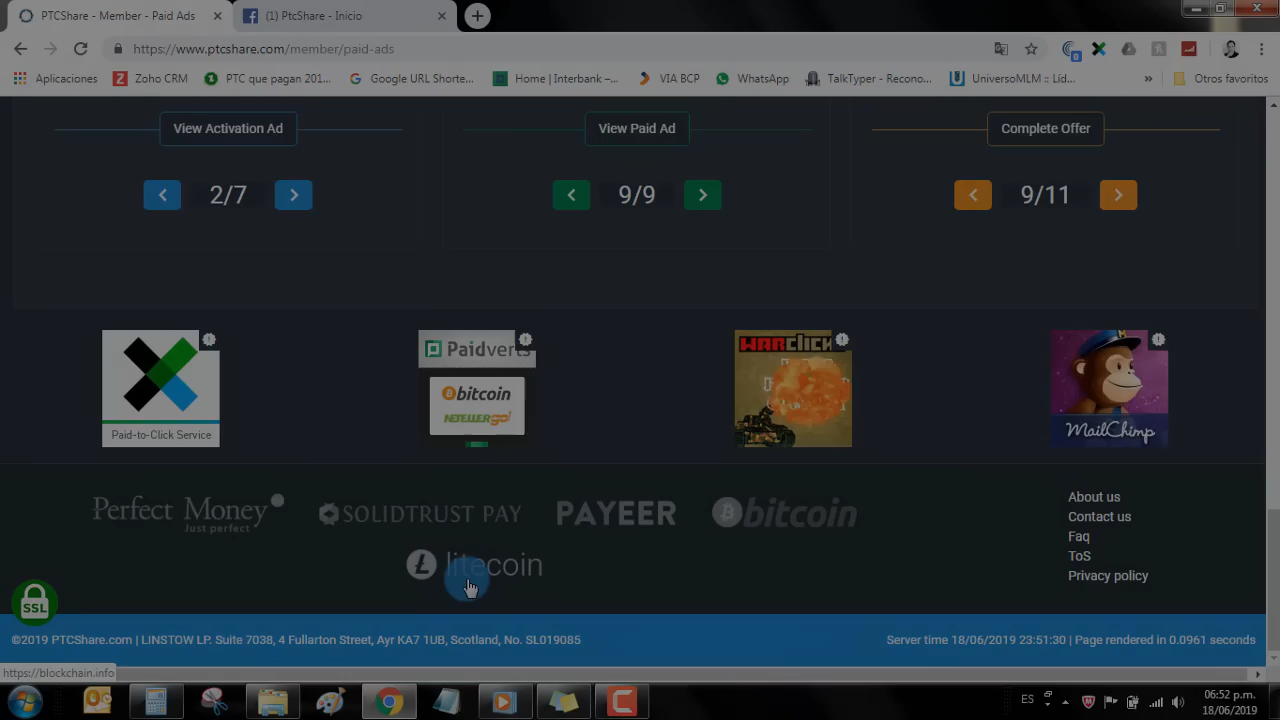 PTCShare - Member - Paid Ads
(1) PtcShare - Inicio
https://www.ptcshare.com/member/paid-ads
0
Aplicaciones
Zoho CRM
PTC que pagan 201...
Google URL Shorte...
Home | Interbank –...
VIA BCP
WhatsApp
TalkTyper - Recono...
UniversoMLM :: Líd...
»
Otros favoritos
View Activation Ad
View Paid Ad
Complete Offer
2/7
9/9
9/11
Paid-to-Click Service
Paidverts
bitcoin
NETELLERgo!
WARCLICK
MailChimp
Perfect Money
Just perfect
SOLIDTRUST PAY
PAYEER
bitcoin
litecoin
About us
Contact us
Faq
ToS
Privacy policy
SSL
©2019 PTCShare.com | LINSTOW LP. Suite 7038, 4 Fullarton Street, Ayr KA7 1UB, Scotland, No. SL019085
Server time 18/06/2019 23:51:30 | Page rendered in 0.0961 seconds
https://blockchain.info
ES
06:52 p.m.
18/06/2019